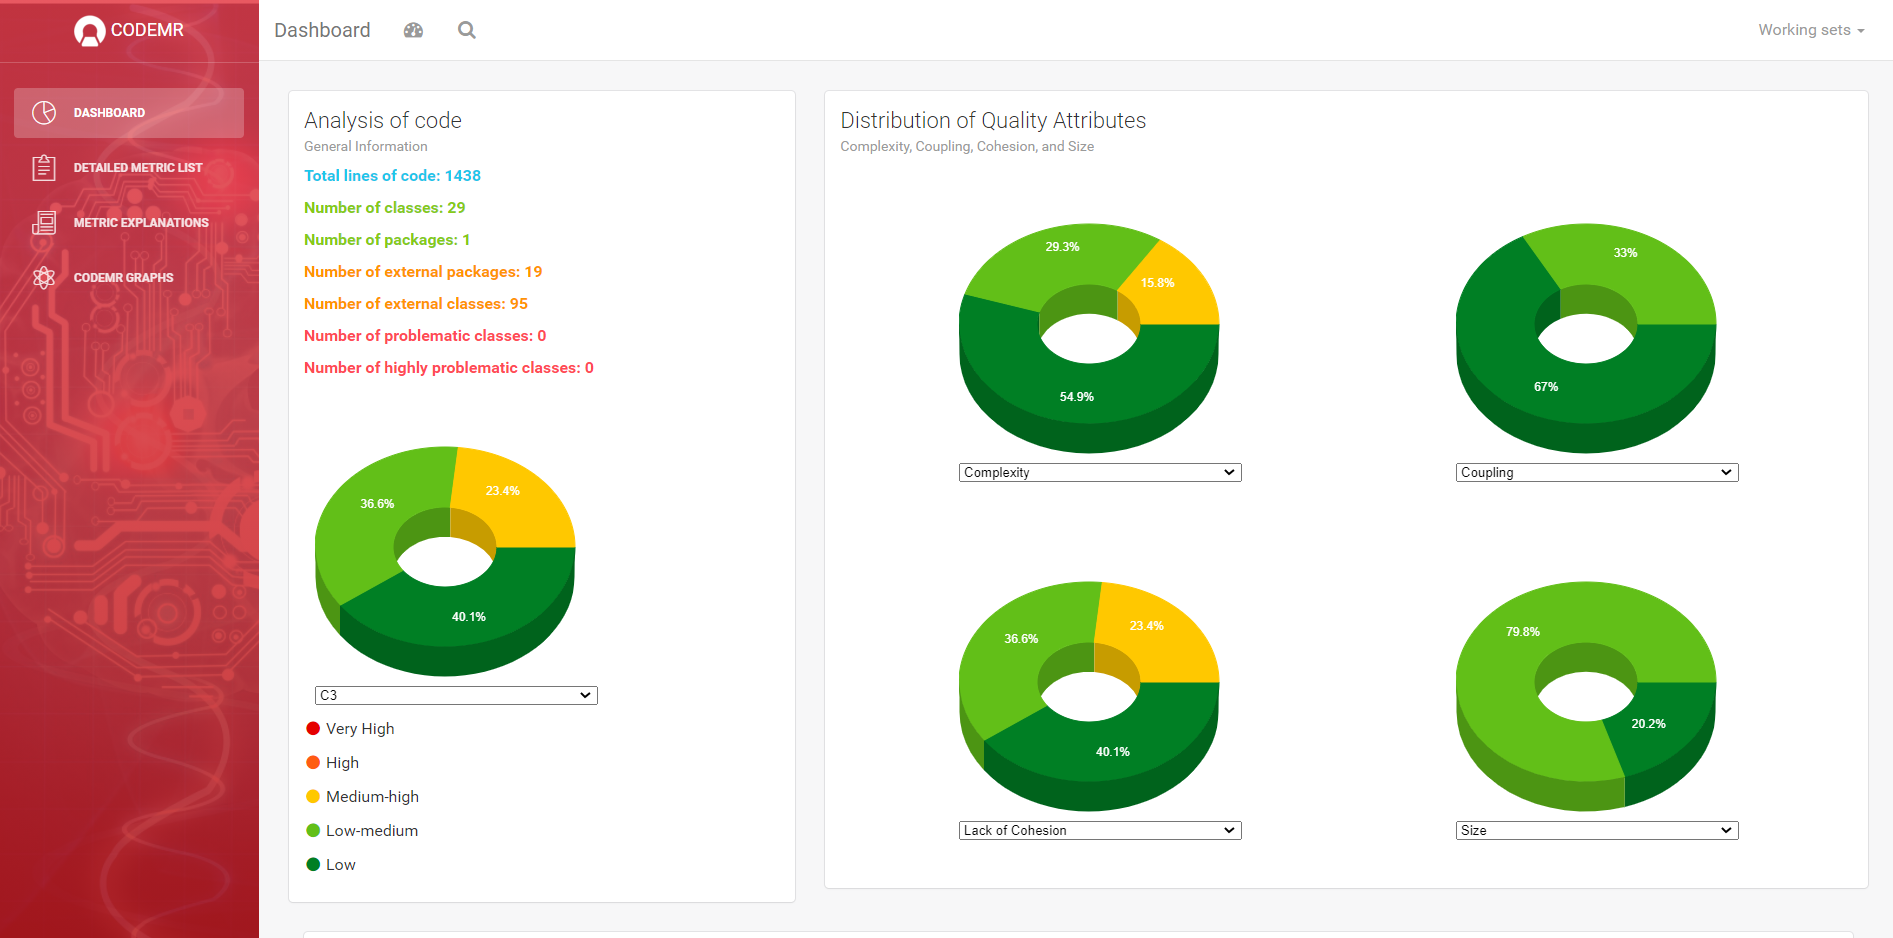 CODEMR
DASHBOARD
DETAILED METRIC LIST
METRIC EXPLANATIONS
CODEMR GRAPHS
Dashboard
Working sets
Analysis of code
General Information
Total lines of code: 1438
Number of classes: 29
Number of packages: 1
Number of external packages: 19
Number of external classes: 95
Number of problematic classes: 0
Number of highly problematic classes: 0
36.6%
23.4%
40.1%
C3
Very High
High
Medium-high
Low-medium
Low
Distribution of Quality Attributes
Complexity, Coupling, Cohesion, and Size
29.3%
15.8%
54.9%
Complexity
33%
67%
Coupling
36.6%
23.4%
40.1%
Lack of Cohesion
79.8%
20.2%
Size